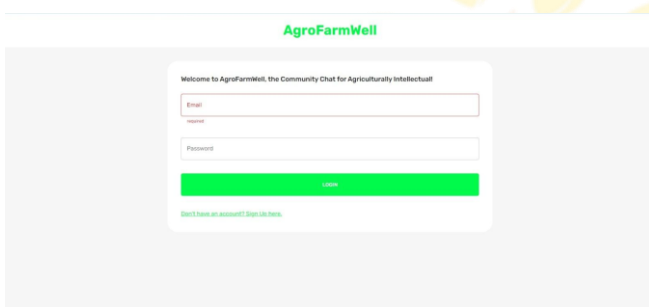 AgroFarmWell
Welcome to AgroFarmWell, the Community Chat for Agriculturally Intellectual!
Email
required
Password
LOGIN
Don't have an account? Sign Up here.